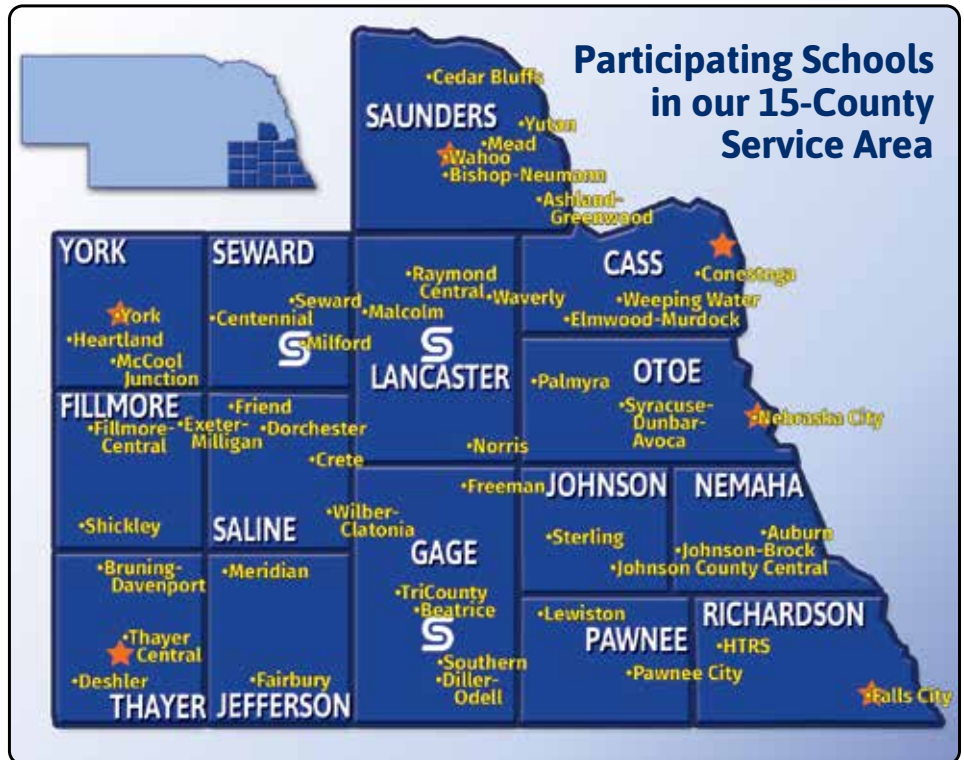 Participating Schools
in our 15-County
Service Area
•Cedar Bluffs
SAUNDERS
•Yutan
•Mead
Wahoo
•Bishop-Neumann
•Ashland-
Greenwood
YORK
•York
•Heartland
•McCool
Junction
SEWARD
•Seward
•Centennial
S
•Milford
•Raymond
Central
•Waverly
•Malcolm
S
LANCASTER
•Norris
CASS
•Conestoga
•Weeping Water
•Elmwood-Murdock
•Palmyra
OTOE
•Syracuse-
Dunbar-
Avoca
•Nebraska City
FILLMORE
•Fillmore-
Central
•Exeter-
Milligan
•Shickley
•Friend
•Dorchester
•Crete
SALINE
•Wilber-
Clatonia
•Freeman
GAGE
•TriCounty
•Beatrice
S
•Southern
•Diller-
Odell
JOHNSON
•Sterling
NEMAHA
•Auburn
•Johnson-Brock
•Johnson County Central
•Bruning-
Davenport
•Thayer
Central
•Deshler
THAYER
•Meridian
•Fairbury
JEFFERSON
•Lewiston
PAWNEE
•Pawnee City
RICHARDSON
•HTRS
•Falls City